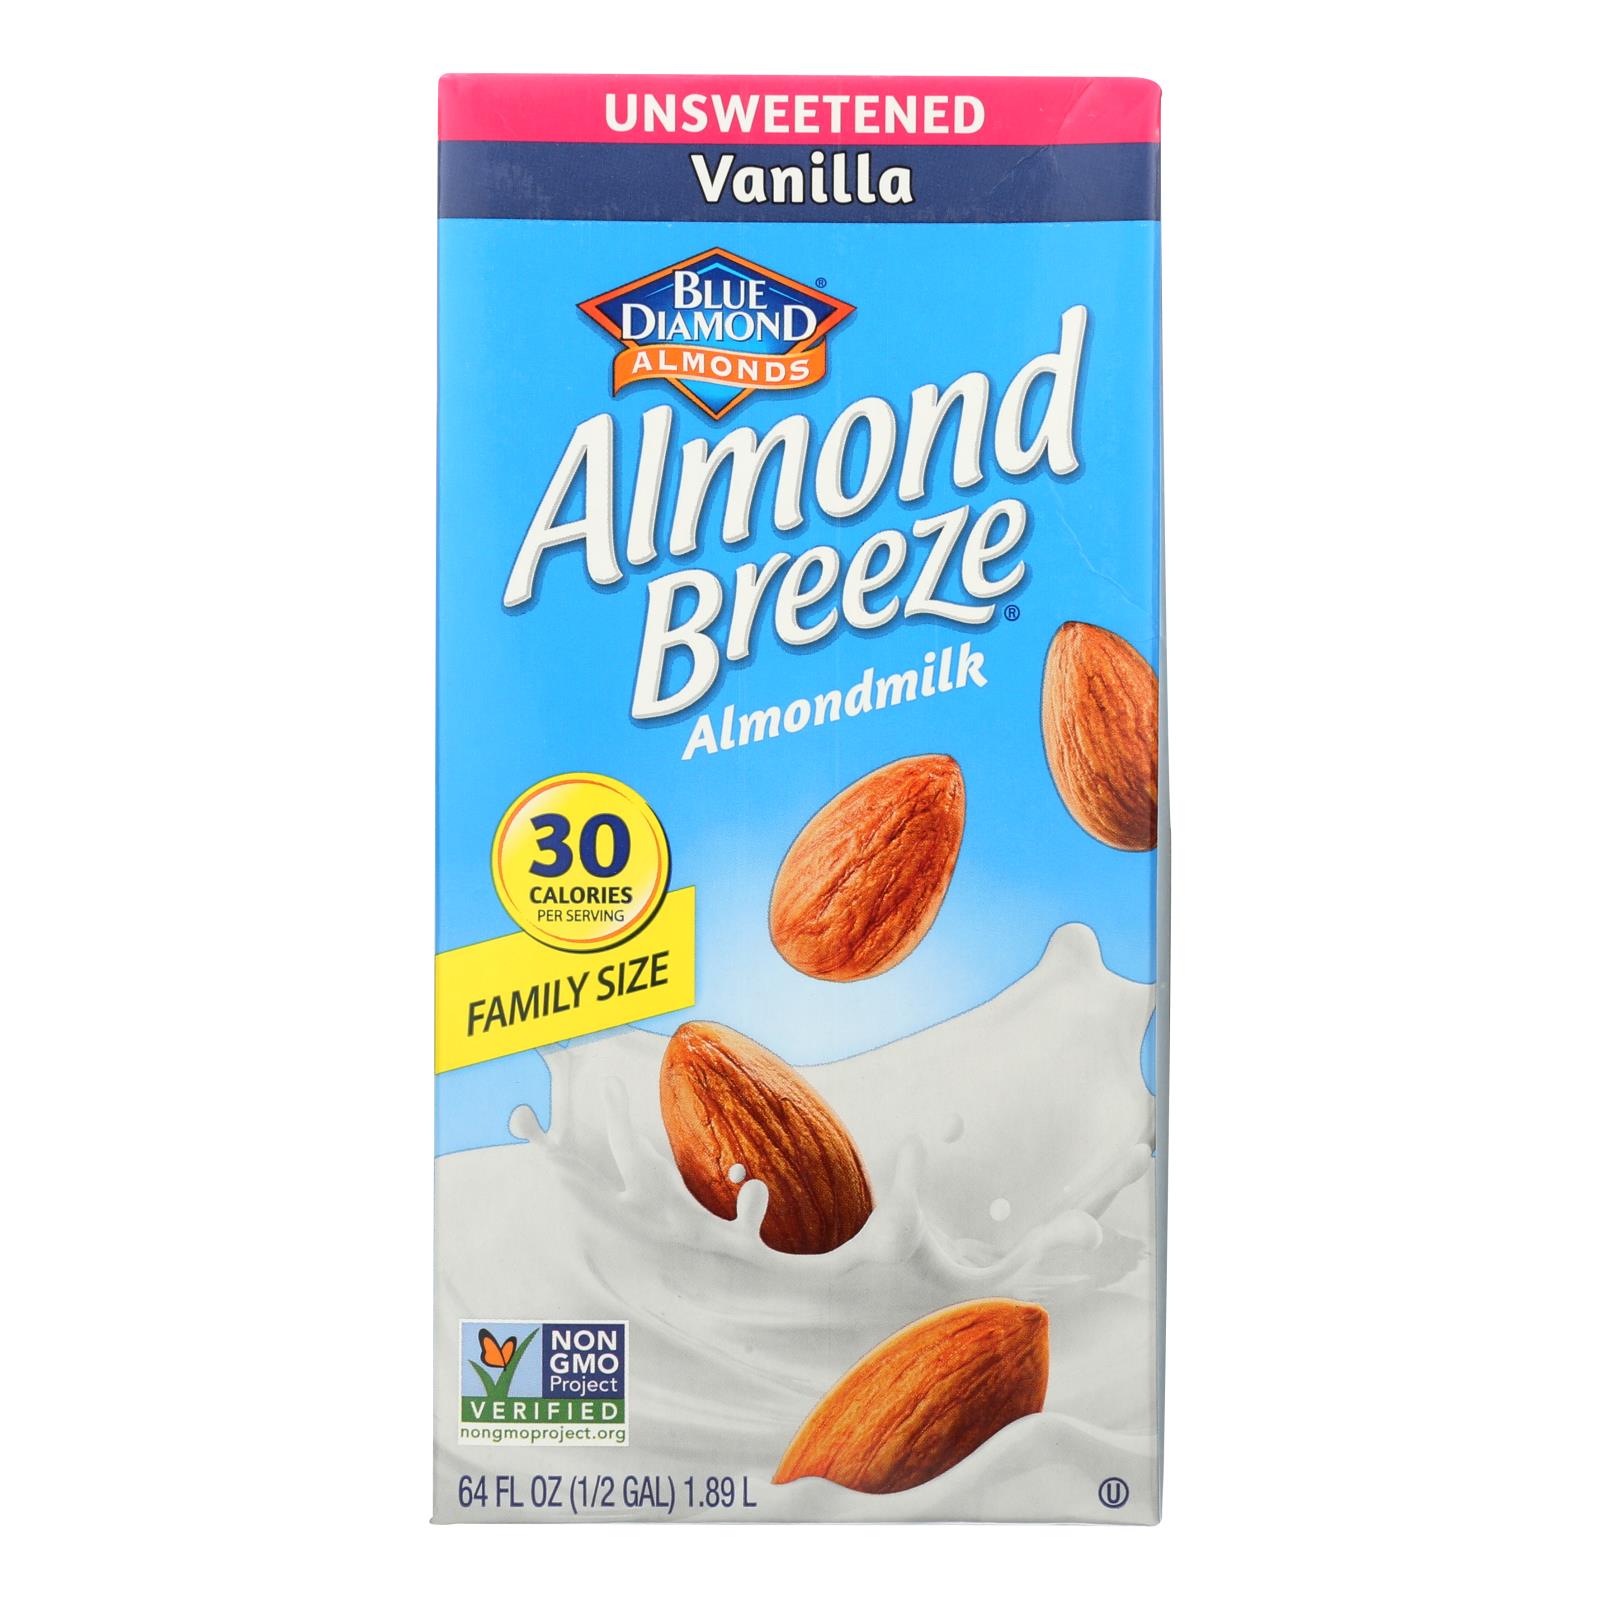 UNSWEETENED
Vanilla
BLUE
DIAMOND®
ALMONDS
Almond
Breeze®
Almondmilk
30
CALORIES
PER SERVING
FAMILY SIZE
NON
GMO
Project
VERIFIED
nongmoproject.org
64 FL OZ (1/2 GAL) 1.89 L
U